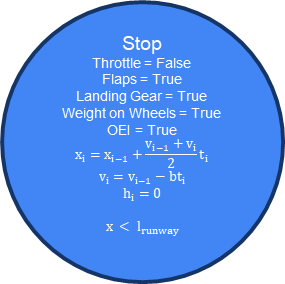 Stop
Throttle = False
Flaps = True
Landing Gear = True
Weight on Wheels = True
OEI = True
xᵢ = xᵢ₋₁ + (vᵢ₋₁ + vᵢ)/2 tᵢ
vᵢ = vᵢ₋₁ − btᵢ
hᵢ = 0
x < l_runway